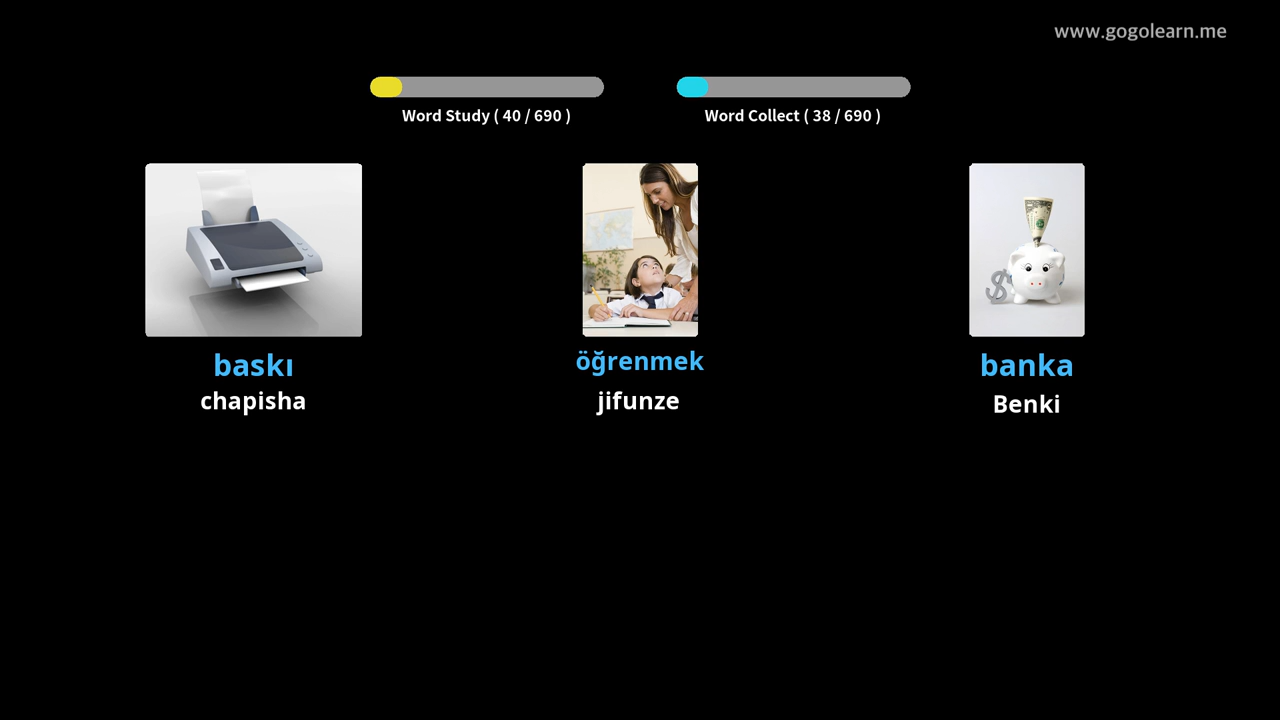 www.gogolearn.me
Word Study ( 40 / 690 )
Word Collect ( 38 / 690 )
baskı
chapisha
öğrenmek
jifunze
banka
Benki